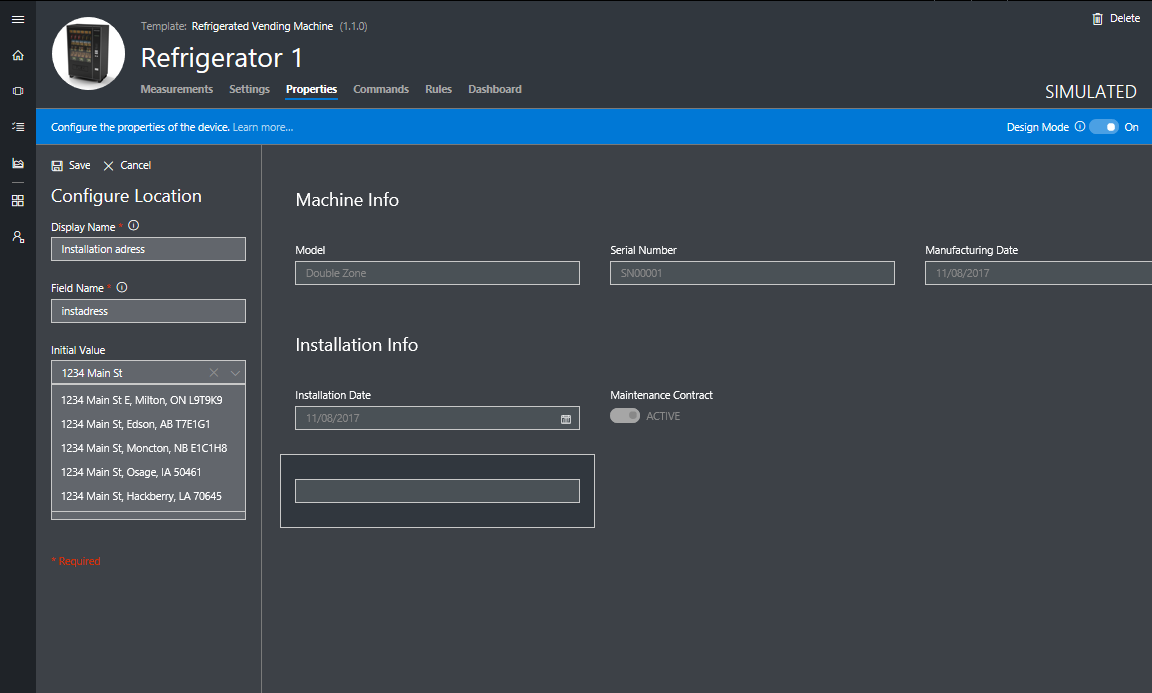 Template: Refrigerated Vending Machine (1.1.0)
Delete
Refrigerator 1
Measurements Settings Properties Commands Rules Dashboard
SIMULATED
Configure the properties of the device. Learn more...
Design Mode On
Save Cancel
Configure Location
Display Name *
Installation adress
Field Name *
instadress
Initial Value
1234 Main St
1234 Main St E, Milton, ON L9T9K9
1234 Main St, Edson, AB T7E1G1
1234 Main St, Moncton, NB E1C1H8
1234 Main St, Osage, IA 50461
1234 Main St, Hackberry, LA 70645
* Required
Machine Info
Model Serial Number Manufacturing Date
Double Zone SN00001 11/08/2017
Installation Info
Installation Date Maintenance Contract
11/08/2017 ACTIVE